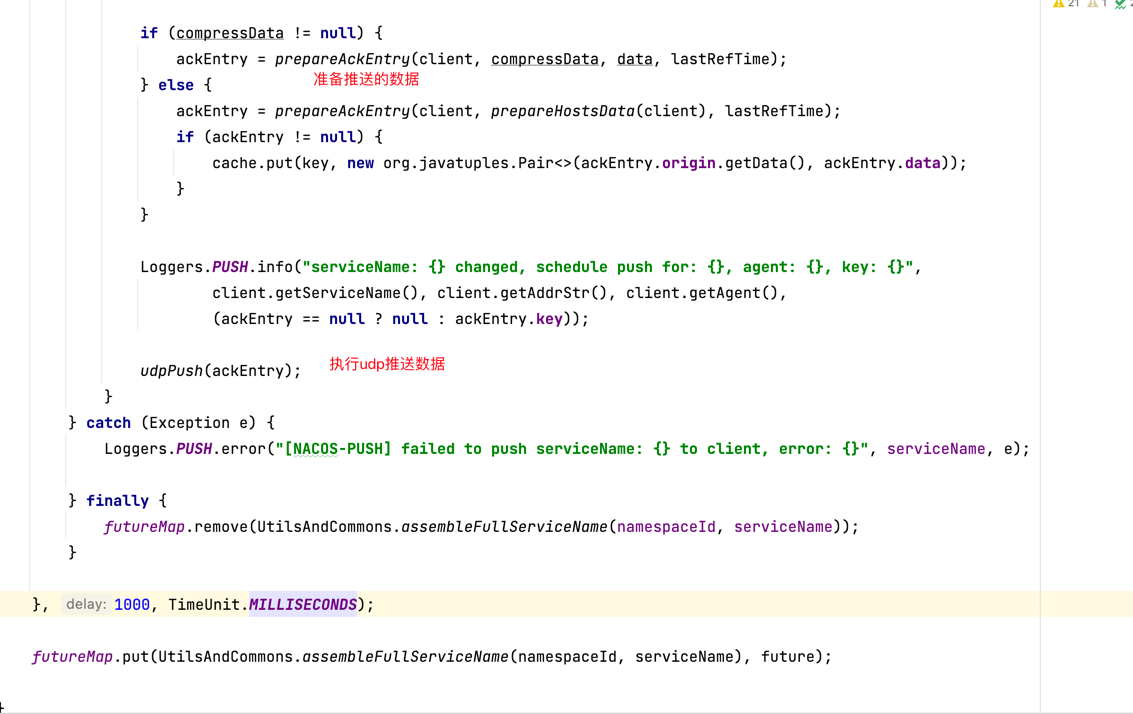 21 1
if (compressData != null) {
ackEntry = prepareAckEntry(client, compressData, data, lastRefTime);
准备推送的数据
} else {
ackEntry = prepareAckEntry(client, prepareHostsData(client), lastRefTime);
if (ackEntry != null) {
cache.put(key, new org.javatuples.Pair<>(ackEntry.origin.getData(), ackEntry.data));
}
}
Loggers.PUSH.info("serviceName: {} changed, schedule push for: {}, agent: {}, key: {}",
client.getServiceName(), client.getAddrStr(), client.getAgent(),
(ackEntry == null ? null : ackEntry.key));
udpPush(ackEntry); 执行udp推送数据
}
} catch (Exception e) {
Loggers.PUSH.error("[NACOS-PUSH] failed to push serviceName: {} to client, error: {}", serviceName, e);
} finally {
futureMap.remove(UtilsAndCommons.assembleFullServiceName(namespaceId, serviceName));
}
}, delay: 1000, TimeUnit.MILLISECONDS);
futureMap.put(UtilsAndCommons.assembleFullServiceName(namespaceId, serviceName), future);